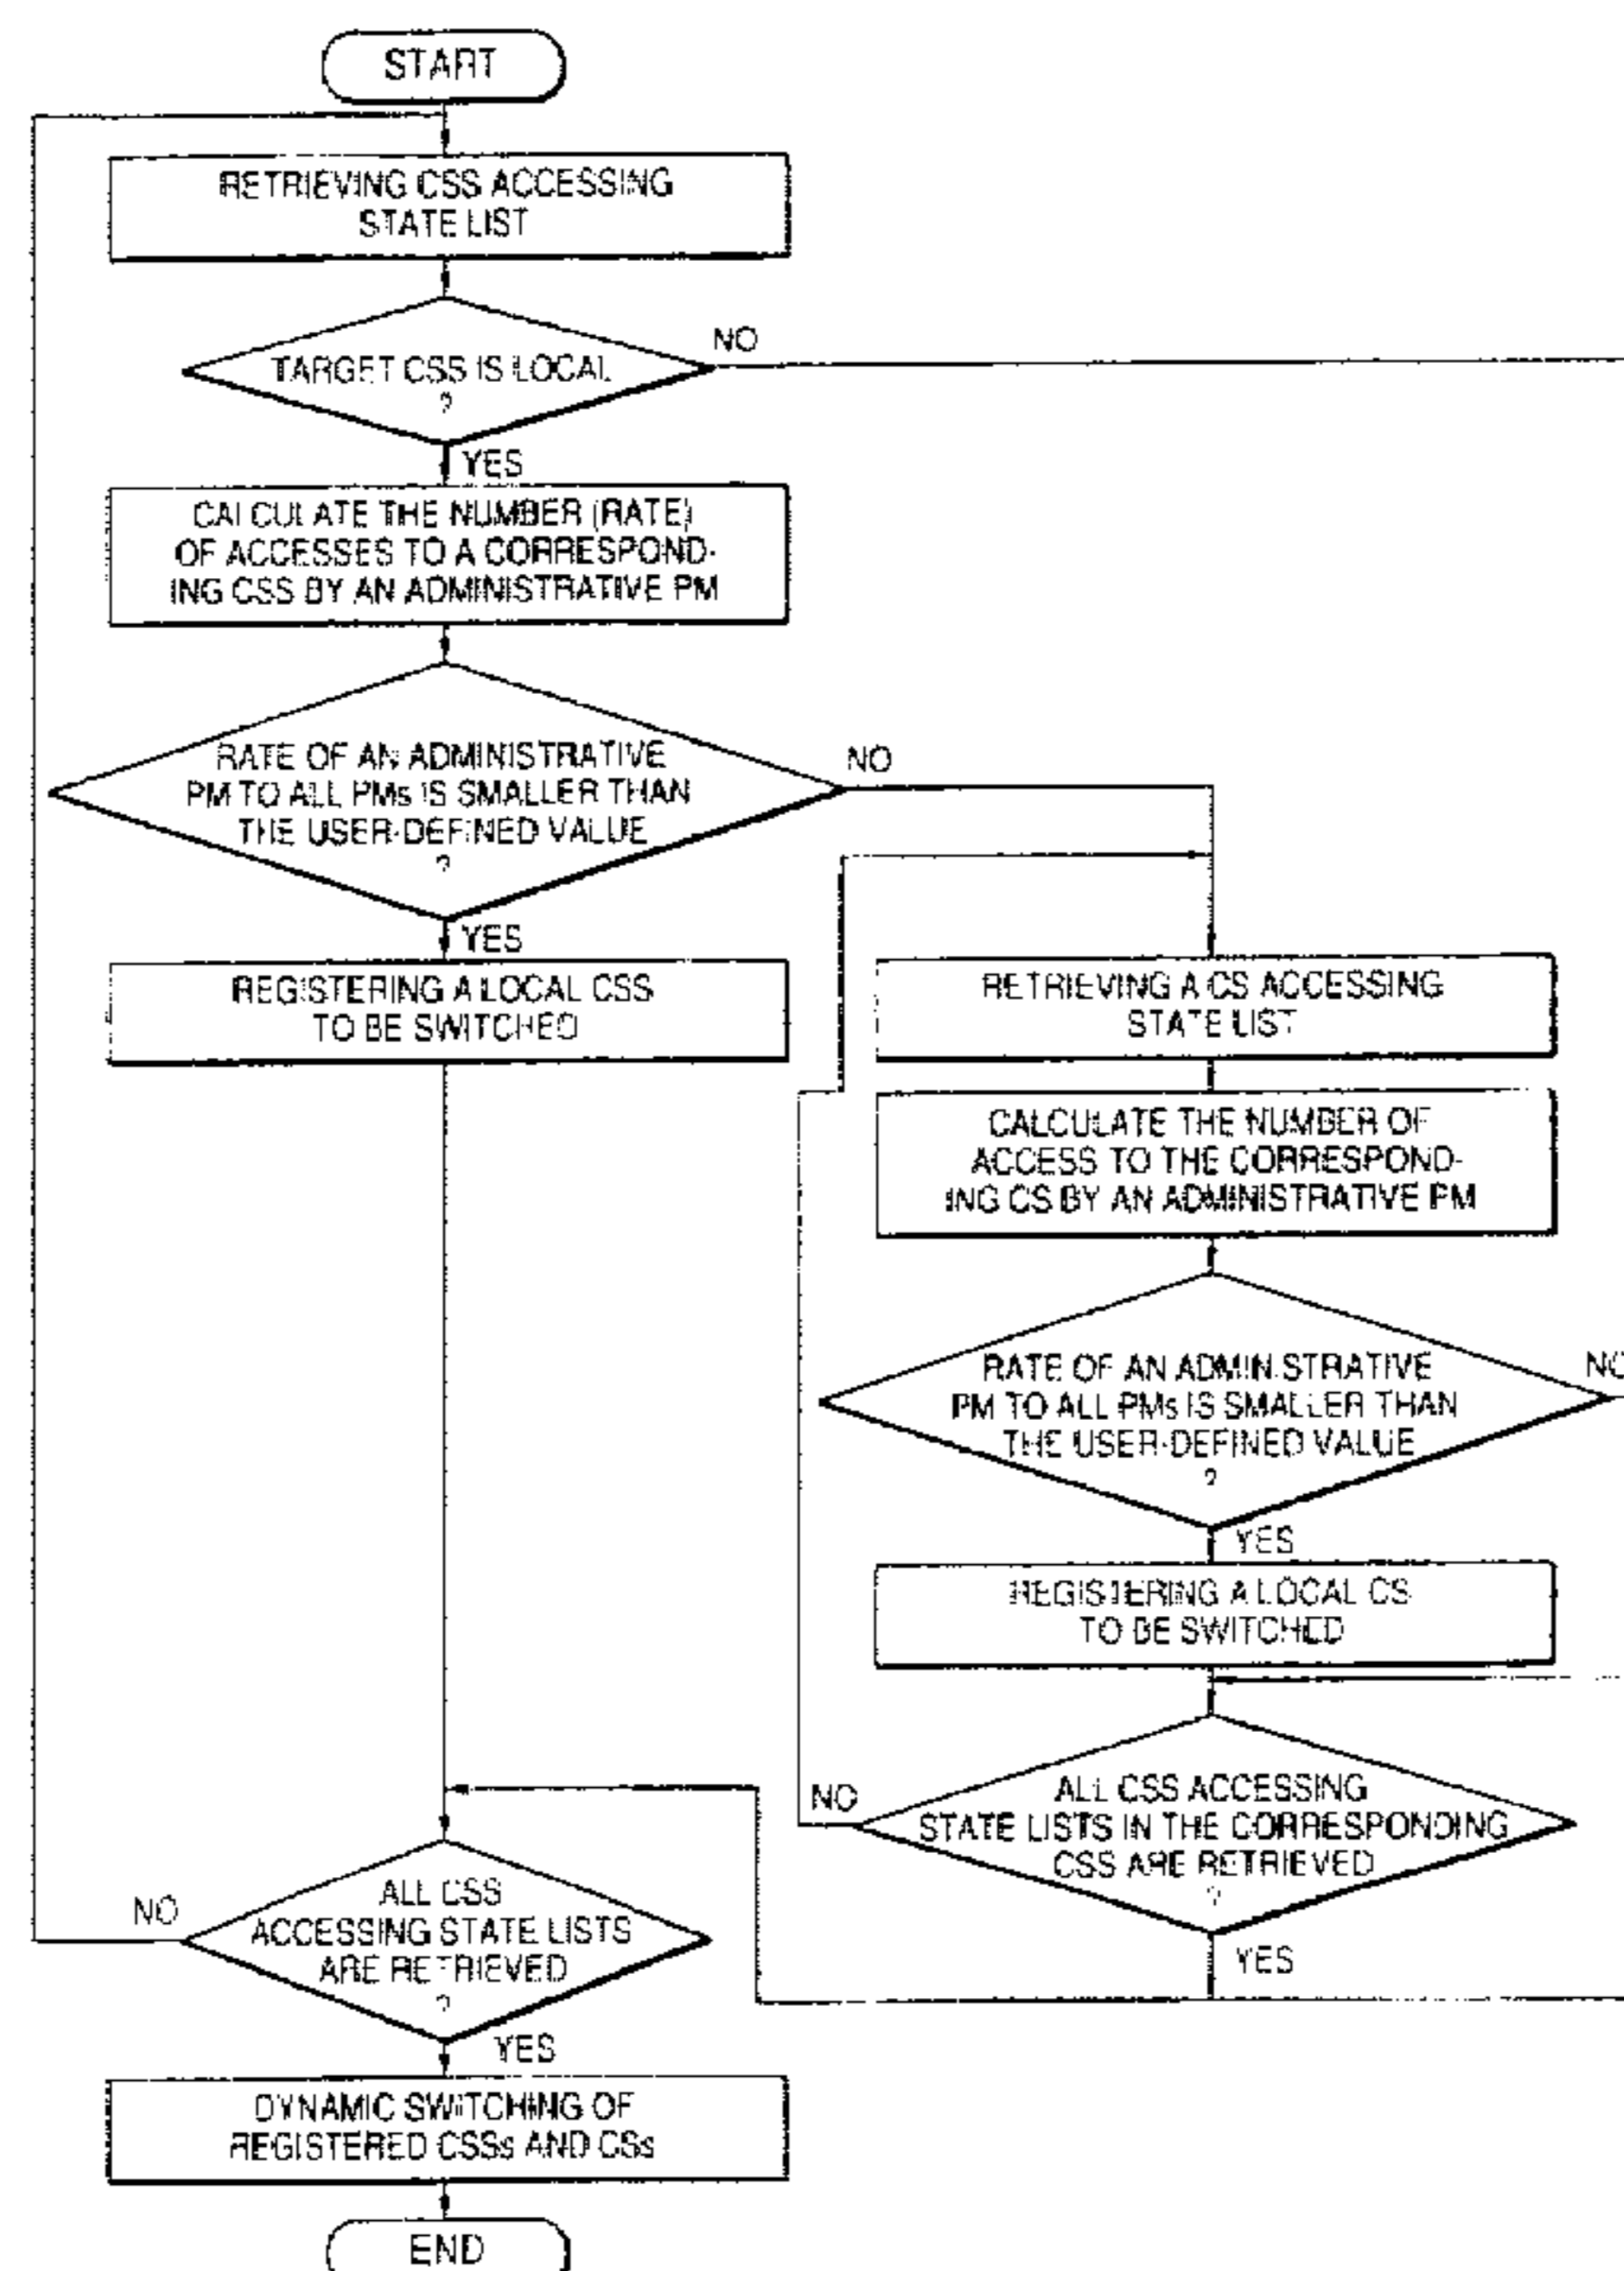 START
RETRIEVING CSS ACCESSING
STATE LIST
TARGET CSS IS LOCAL
?
NO
YES
CALCULATE THE NUMBER (RATE)
OF ACCESSES TO A CORRESPOND-
ING CSS BY AN ADMINISTRATIVE PM
RATE OF AN ADMINISTRATIVE
PM TO ALL PMs IS SMALLER THAN
THE USER-DEFINED VALUE
?
NO
YES
REGISTERING A LOCAL CSS
TO BE SWITCHED
RETRIEVING A CS ACCESSING
STATE LIST
CALCULATE THE NUMBER OF
ACCESS TO THE CORRESPOND-
ING CS BY AN ADMINISTRATIVE PM
RATE OF AN ADMINISTRATIVE
PM TO ALL PMs IS SMALLER THAN
THE USER-DEFINED VALUE
?
NO
YES
REGISTERING A LOCAL CS
TO BE SWITCHED
ALL CSS ACCESSING
STATE LISTS IN THE CORRESPONDING
CSS ARE RETRIEVED
?
NO
YES
ALL CSS
ACCESSING STATE LISTS
ARE RETRIEVED
?
NO
YES
DYNAMIC SWITCHING OF
REGISTERED CSSs AND CSs
END